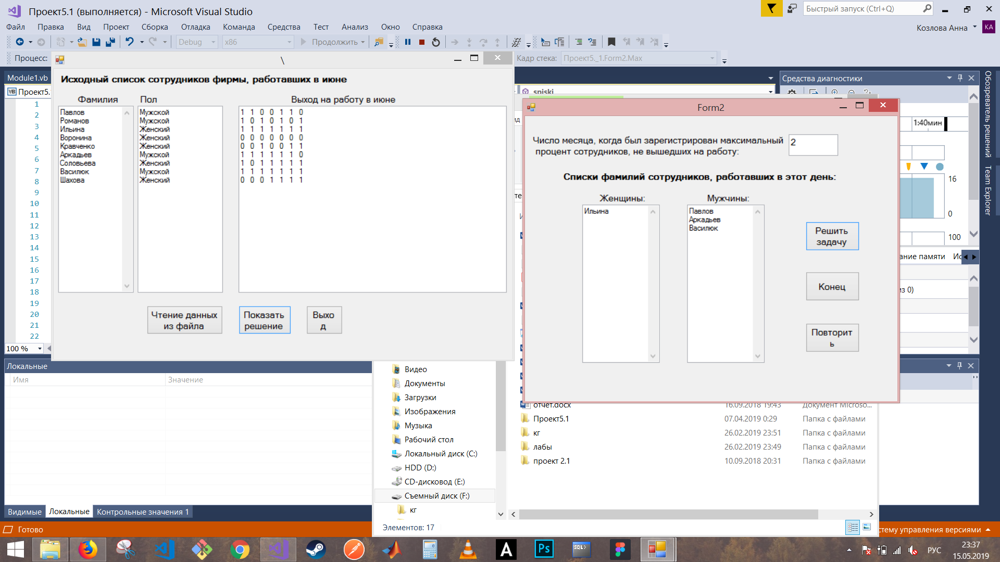 Проект5.1 (выполняется) - Microsoft Visual Studio
Быстрый запуск (Ctrl+Q)
Файл Правка Вид Проект Сборка Отладка Команда Средства Тест Анализ Окно Справка
Козлова Анна KA
Debug x86 Продолжить
Процесс: \ Кадр стека: Проект5._1.Form2.Max
Module1.vb
Проект5.
spiski
Средства диагностики
1:40мин
16
0
100
ание памяти Ис
из 0)
Обозреватель решений
Team Explorer
1
2
3
4
5
6
7
8
9
10
11
12
13
14
15
16
17
18
19
20
21
22
100 %
Исходный список сотрудников фирмы, работавших в июне
Фамилия Пол Выход на работу в июне
Павлов Мужской 1 1 0 0 1 1 0
Романов Мужской 1 0 1 0 1 0 1
Ильина Женский 1 1 1 1 1 1 1
Воронина Женский 0 0 0 0 0 0 0
Кравченко Женский 0 0 1 0 0 1 1
Аркадьев Мужской 1 1 1 1 1 1 0
Соловьева Женский 1 0 1 1 1 1 1
Василюк Мужской 1 1 1 1 1 1 1
Шахова Женский 0 0 0 1 1 1 1
Чтение данных
из файла
Показать
решение
Выхо
д
Form2
Число месяца, когда был зарегистрирован максимальный
процент сотрудников, не вышедших на работу:
2
Списки фамилий сотрудников, работавших в этот день:
Женщины: Мужчины:
Ильина
Павлов
Аркадьев
Василюк
Решить
задачу
Конец
Повторит
ь
Локальные
Имя Значение
Видимые Локальные Контрольные значения 1
Видео
Документы
Загрузки
Изображения
Музыка
Рабочий стол
Локальный диск (C:)
HDD (D:)
CD-дисковод (E:)
Съемный диск (F:)
кг
отчет.docx 16.09.2018 19:43 Документ Microso...
Проект5.1 07.04.2019 0:29 Папка с файлами
кг 26.02.2019 23:51 Папка с файлами
лабы 26.02.2019 23:49 Папка с файлами
проект 2.1 10.09.2018 20:31 Папка с файлами
Элементов: 17
Готово
стему управления версиями
A
Ps
SQL
РУС
23:37
15.05.2019